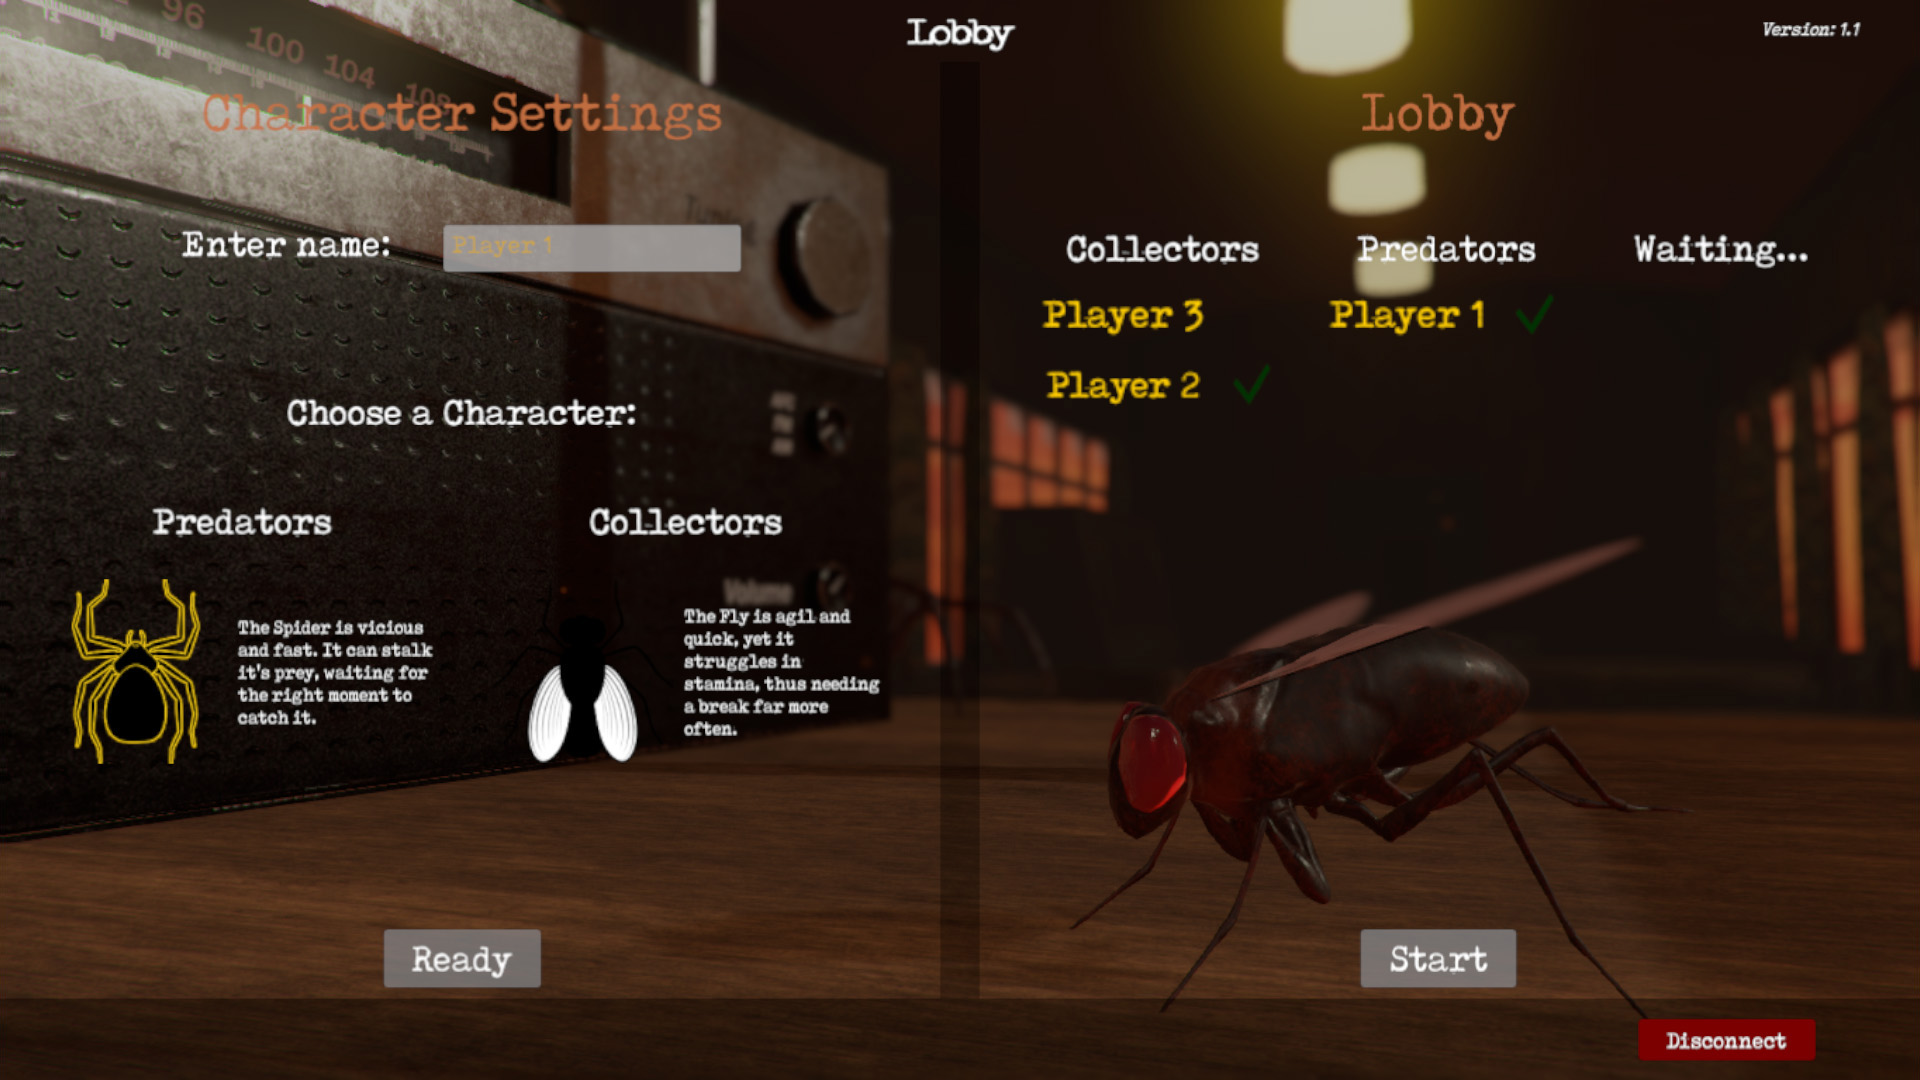 Lobby
Version: 1.1
96
100
104
108
Character Settings
Lobby
Enter name:
Player 1
Collectors
Predators
Waiting...
Player 3
Player 1
Player 2
Choose a Character:
Predators
Collectors
Volume
The Spider is vicious
and fast. It can stalk
it's prey, waiting for
the right moment to
catch it.
The Fly is agil and
quick, yet it
struggles in
stamina, thus needing
a break far more
often.
Ready
Start
Disconnect